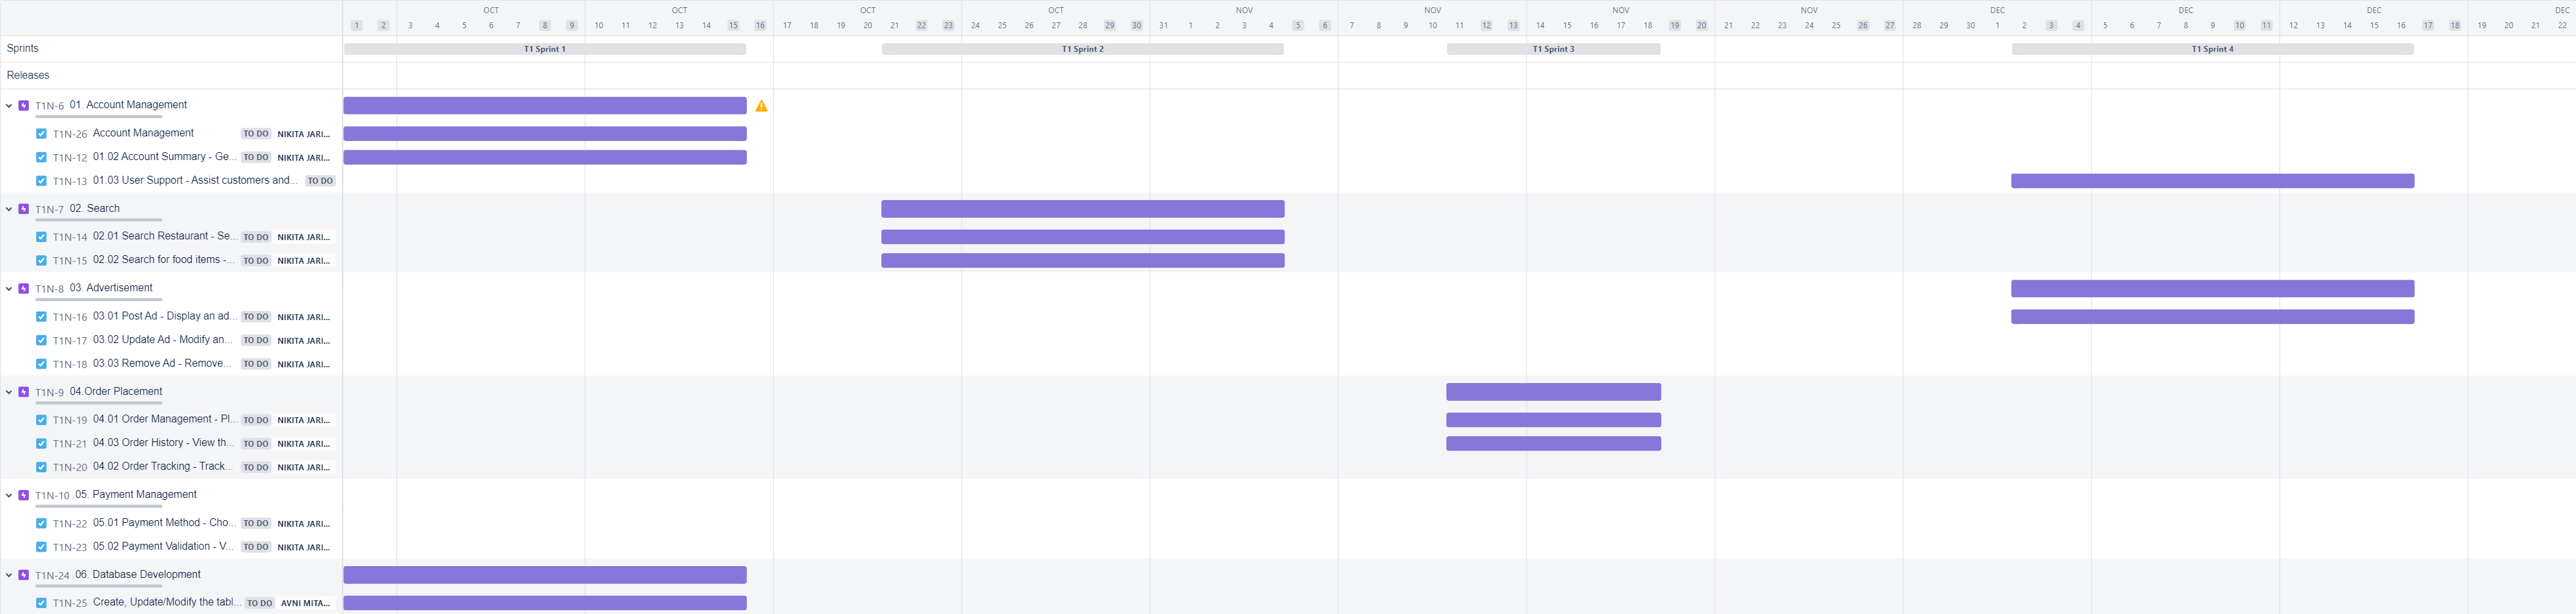 OCT OCT OCT OCT NOV NOV NOV NOV DEC DEC DEC DEC
1 2 3 4 5 6 7 8 9 10 11 12 13 14 15 16 17 18 19 20 21 22 23 24 25 26 27 28 29 30 31 1 2 3 4 5 6 7 8 9 10 11 12 13 14 15 16 17 18 19 20 21 22 23 24 25 26 27 28 29 30 1 2 3 4 5 6 7 8 9 10 11 12 13 14 15 16 17 18 19 20 21 22
Sprints T1 Sprint 1 T1 Sprint 2 T1 Sprint 3 T1 Sprint 4
Releases
T1N-6 01. Account Management
T1N-26 Account Management TO DO NIKITA JARI...
T1N-12 01.02 Account Summary - Ge... TO DO NIKITA JARI...
T1N-13 01.03 User Support - Assist customers and... TO DO
T1N-7 02. Search
T1N-14 02.01 Search Restaurant - Se... TO DO NIKITA JARI...
T1N-15 02.02 Search for food items -... TO DO NIKITA JARI...
T1N-8 03. Advertisement
T1N-16 03.01 Post Ad - Display an ad... TO DO NIKITA JARI...
T1N-17 03.02 Update Ad - Modify an... TO DO NIKITA JARI...
T1N-18 03.03 Remove Ad - Remove... TO DO NIKITA JARI...
T1N-9 04.Order Placement
T1N-19 04.01 Order Management - Pl... TO DO NIKITA JARI...
T1N-21 04.03 Order History - View th... TO DO NIKITA JARI...
T1N-20 04.02 Order Tracking - Track... TO DO NIKITA JARI...
T1N-10 05. Payment Management
T1N-22 05.01 Payment Method - Cho... TO DO NIKITA JARI...
T1N-23 05.02 Payment Validation - V... TO DO NIKITA JARI...
T1N-24 06. Database Development
T1N-25 Create, Update/Modify the tabl... TO DO AVNI MITA...